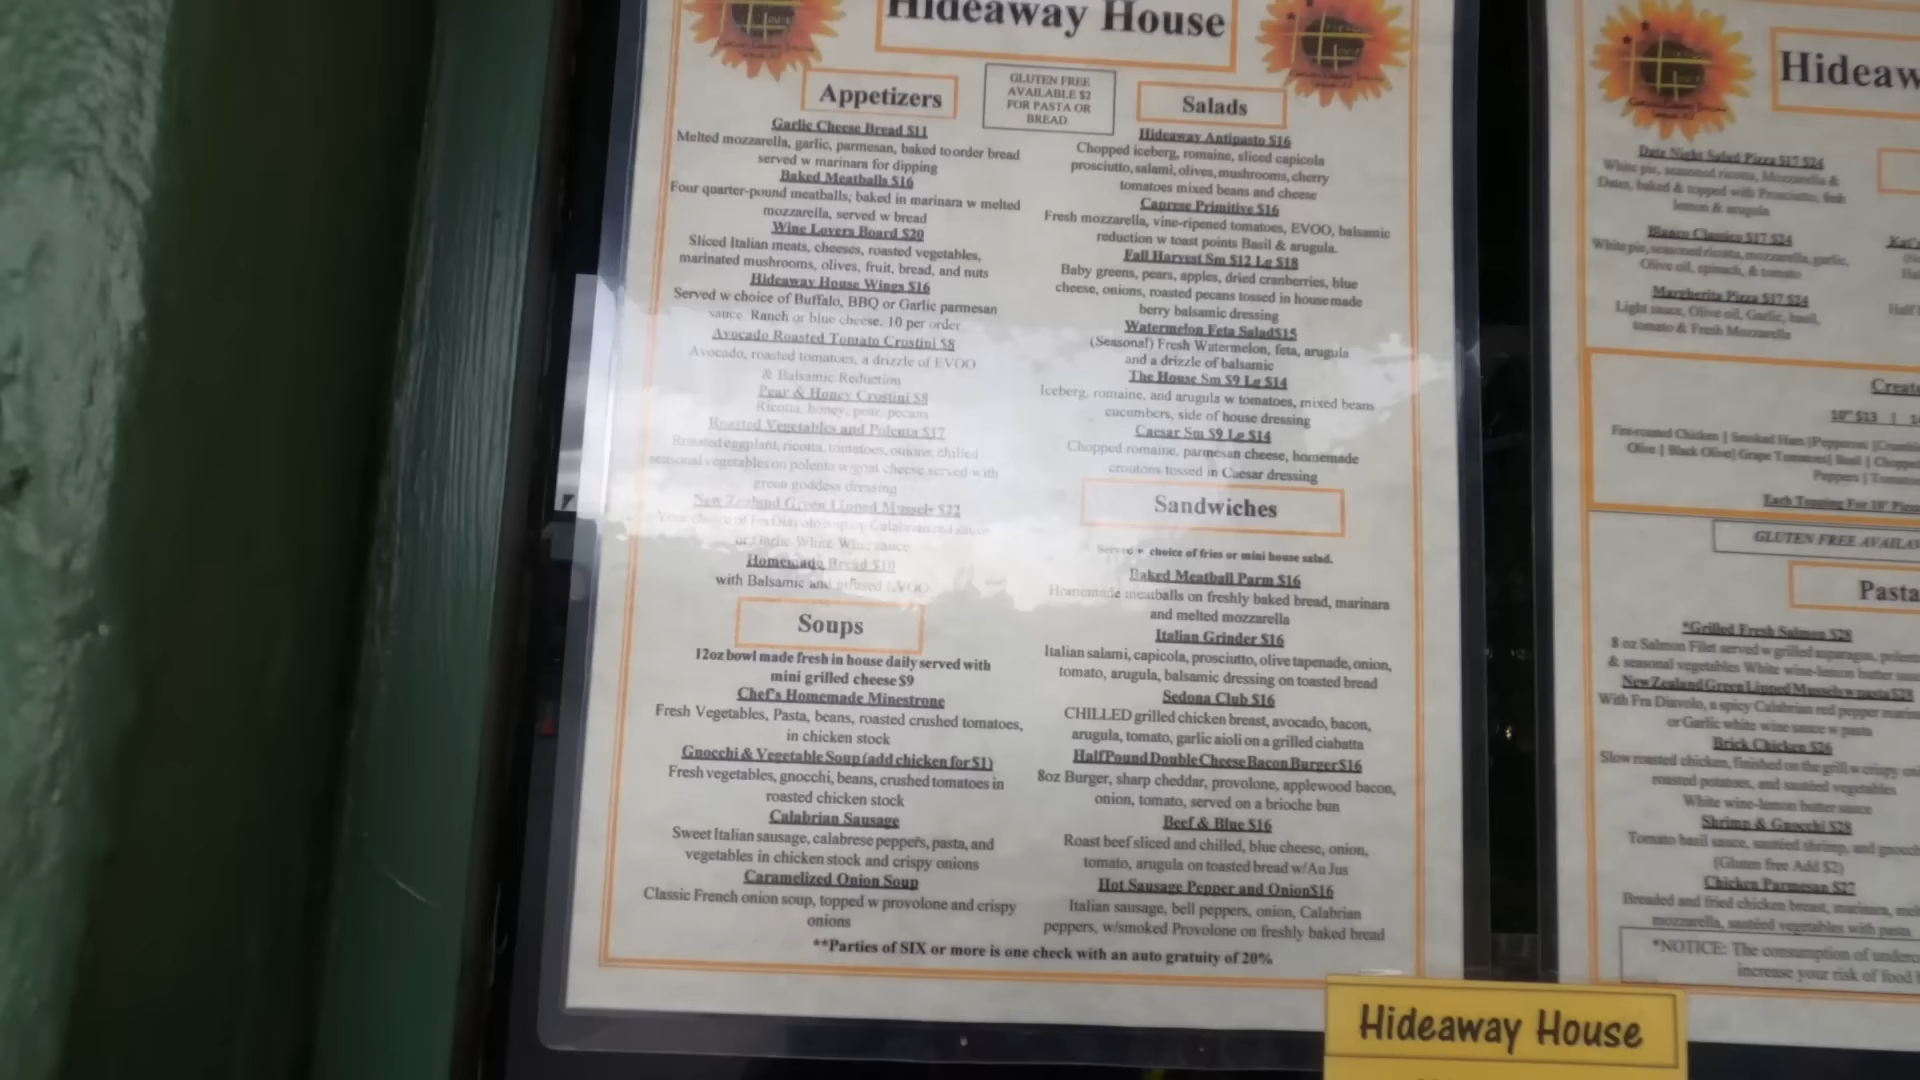 Hideaway House
Appetizers
GLUTEN FREE
AVAILABLE $2
FOR PASTA OR
BREAD
Garlic Cheese Bread $11
Melted mozzarella, garlic, parmesan, baked to order bread
served w marinara for dipping
Baked Meatballs $16
Four quarter-pound meatballs; baked in marinara w melted
mozzarella, served w bread
Wine Lovers Board $20
Sliced Italian meats, cheeses, roasted vegetables,
marinated mushrooms, olives, fruit, bread, and nuts
Hideaway House Wings $16
Served w choice of Buffalo, BBQ or Garlic parmesan
sauce. Ranch or blue cheese. 10 per order
Avocado Roasted Tomato Crostini $8
Avocado, roasted tomatoes, a drizzle of EVOO
& Balsamic Reduction
Pear & Honey Crostini $8
Ricotta, honey, pear, pecans
Roasted Vegetables and Polenta $17
Roasted eggplant, ricotta, tomatoes, onions, chilled
seasonal vegetables on polenta w goat cheese served with
green goddess dressing
New Zealand Green Lipped Mussels $22
Your choice of Fra Diavolo a spicy Calabrian red sauce
or Garlic White Wine sauce
Homemade Bread $10
with Balsamic and infused EVOO
Soups
12oz bowl made fresh in house daily served with
mini grilled cheese $9
Chef's Homemade Minestrone
Fresh Vegetables, Pasta, beans, roasted crushed tomatoes,
in chicken stock
Gnocchi & Vegetable Soup (add chicken for $1)
Fresh vegetables, gnocchi, beans, crushed tomatoes in
roasted chicken stock
Calabrian Sausage
Sweet Italian sausage, calabrese peppers, pasta, and
vegetables in chicken stock and crispy onions
Caramelized Onion Soup
Classic French onion soup, topped w provolone and crispy
onions
Salads
Hideaway Antipasto $16
Chopped iceberg, romaine, sliced capicola
prosciutto, salami, olives, mushrooms, cherry
tomatoes mixed beans and cheese
Caprese Primitive $16
Fresh mozzarella, vine-ripened tomatoes, EVOO, balsamic
reduction w toast points Basil & arugula.
Fall Harvest Sm $12 Lg $18
Baby greens, pears, apples, dried cranberries, blue
cheese, onions, roasted pecans tossed in house made
berry balsamic dressing
Watermelon Feta Salad$15
(Seasonal) Fresh Watermelon, feta, arugula
and a drizzle of balsamic
The House Sm $9 Lg $14
Iceberg, romaine, and arugula w tomatoes, mixed beans
cucumbers, side of house dressing
Caesar Sm $9 Lg $14
Chopped romaine, parmesan cheese, homemade
croutons tossed in Caesar dressing
Sandwiches
Served w choice of fries or mini house salad.
Baked Meatball Parm $16
Homemade meatballs on freshly baked bread, marinara
and melted mozzarella
Italian Grinder $16
Italian salami, capicola, prosciutto, olive tapenade, onion,
tomato, arugula, balsamic dressing on toasted bread
Sedona Club $16
CHILLED grilled chicken breast, avocado, bacon,
arugula, tomato, garlic aioli on a grilled ciabatta
Half Pound Double Cheese Bacon Burger $16
8oz Burger, sharp cheddar, provolone, applewood bacon,
onion, tomato, served on a brioche bun
Beef & Blue $16
Roast beef sliced and chilled, blue cheese, onion,
tomato, arugula on toasted bread w/Au Jus
Hot Sausage Pepper and Onion$16
Italian sausage, bell peppers, onion, Calabrian
peppers, w/smoked Provolone on freshly baked bread
**Parties of SIX or more is one check with an auto gratuity of 20%
Hideaw
Date Night Salad Pizza $17 $24
White pie, seasoned ricotta, Mozzarella &
Dates, baked & topped with Prosciutto, fresh
lemon & arugula
Blanco Classico $17 $24
White pie, seasoned ricotta, mozzarella, garlic,
Olive oil, spinach, & tomato
Margherita Pizza $17 $24
Light sauce, Olive oil, Garlic, basil,
tomato & Fresh Mozzarella
Create
10" $13 |
Fire-roasted Chicken | Smoked Ham |Pepperoni
Olive | Black Olive| Grape Tomatoes| Basil | Chopped
Peppers |
Each Topping For 10" Pizza
GLUTEN FREE AVAILA
Pasta
*Grilled Fresh Salmon $28
8 oz Salmon Filet served w grilled asparagus,
& seasonal vegetables White wine-lemon butter
New Zealand Green Lipped Mussels w pasta $28
With Fra Diavolo, a spicy Calabrian red pepper
or Garlic white wine sauce w pasta
Brick Chicken $26
Slow roasted chicken, finished on the grill w crispy
roasted potatoes, and sautéed vegetables
White wine-lemon butter sauce
Shrimp & Gnocchi $28
Tomato basil sauce, sautéed shrimp, and
(Gluten free Add $2)
Chicken Parmesan $27
Breaded and fried chicken breast, marinara,
mozzarella, sautéed vegetables with pasta
*NOTICE: The consumption of
increase your risk of food
Hideaway House